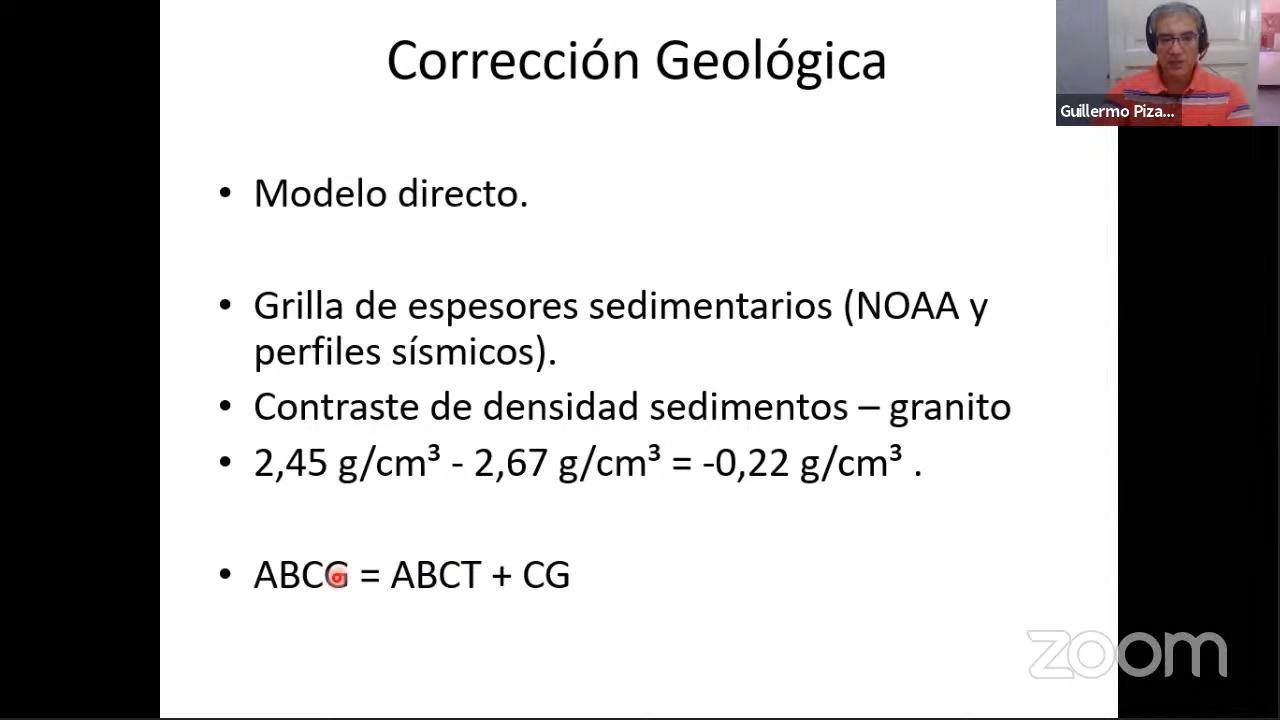 Corrección Geológica
Guillermo Piza...
• Modelo directo.
• Grilla de espesores sedimentarios (NOAA y
perfiles sísmicos).
• Contraste de densidad sedimentos – granito
• 2,45 g/cm³ - 2,67 g/cm³ = -0,22 g/cm³ .
• ABCG = ABCT + CG
zoom